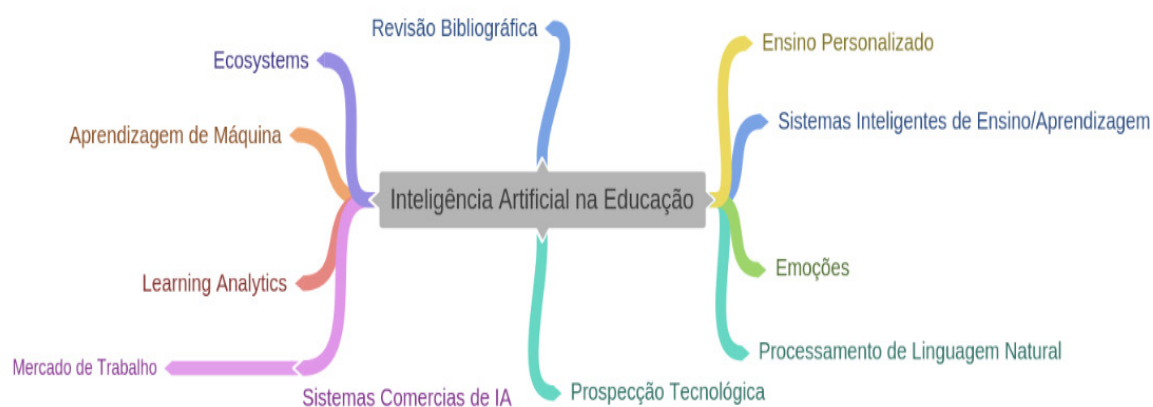 Revisão Bibliográfica
Ecosystems
Ensino Personalizado
Aprendizagem de Máquina
Sistemas Inteligentes de Ensino/Aprendizagem
Inteligência Artificial na Educação
Learning Analytics
Emoções
Mercado de Trabalho
Processamento de Linguagem Natural
Sistemas Comercias de IA
Prospecção Tecnológica